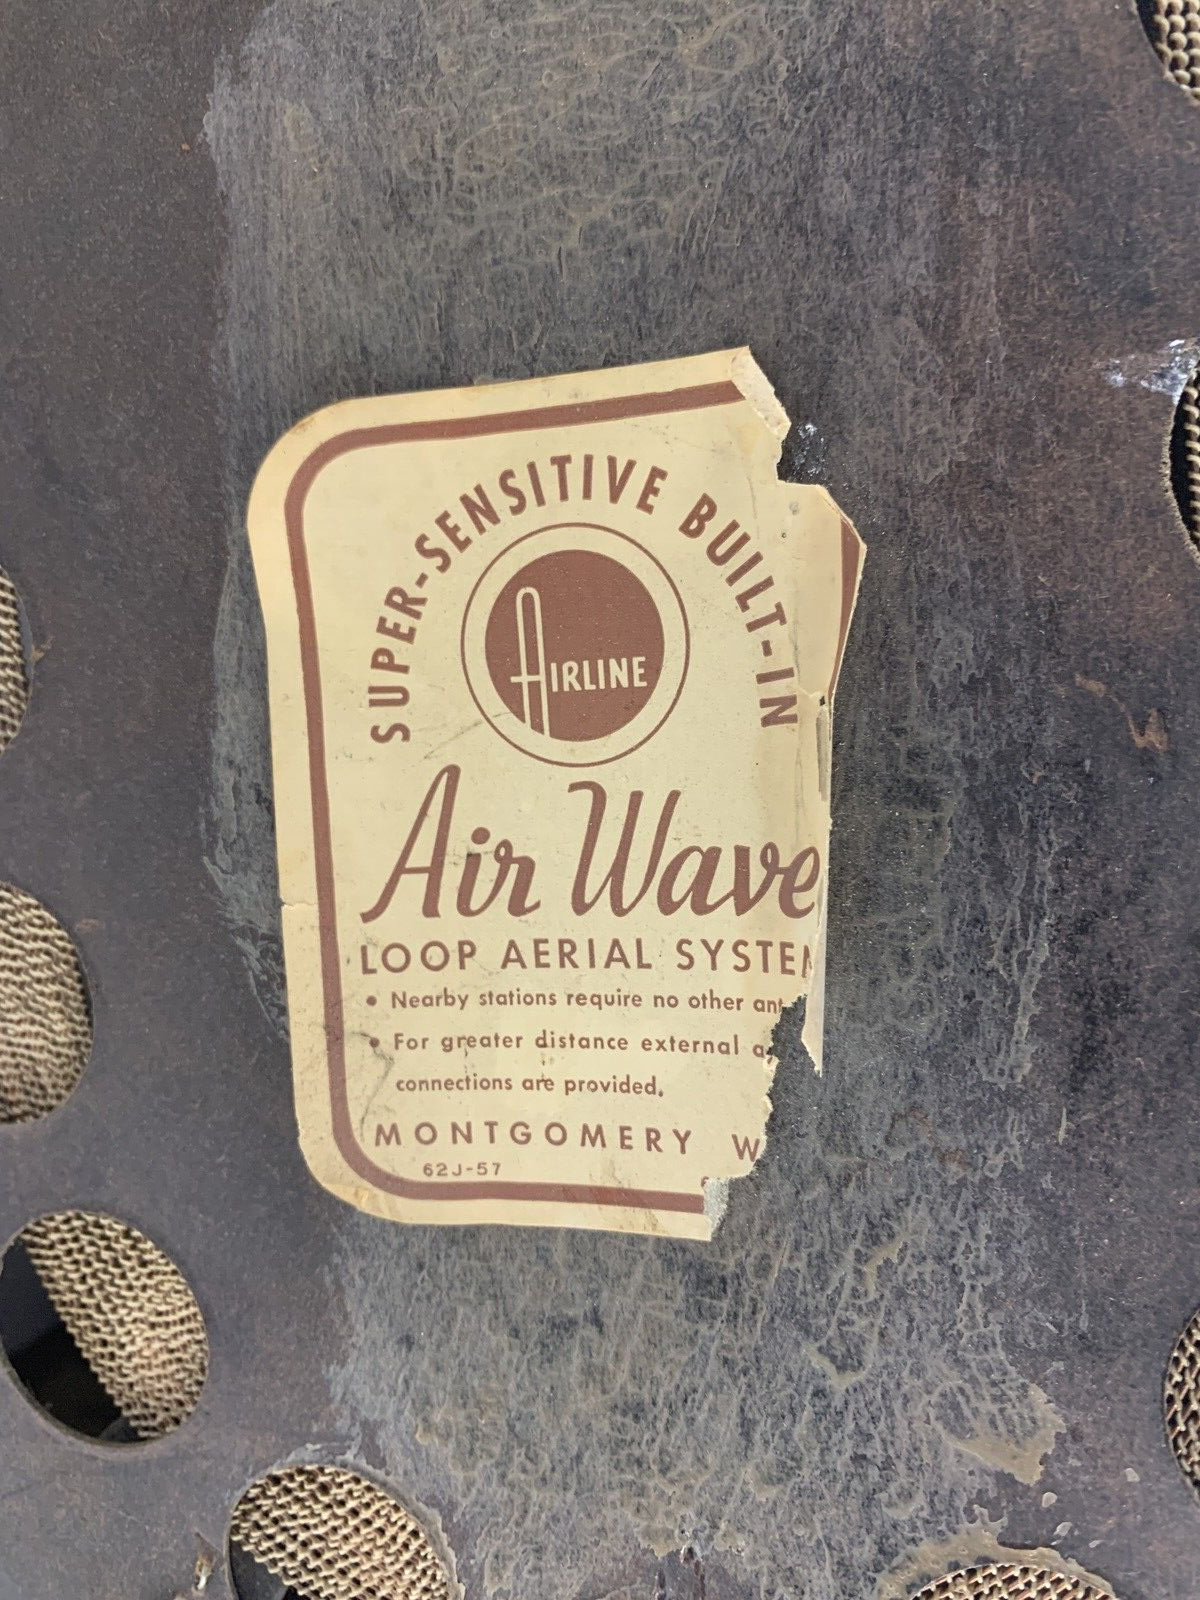 SUPER-SENSITIVE BUILT-IN
AIRLINE
Air Wave
LOOP AERIAL SYSTEM
• Nearby stations require no other
• For greater distance external
connections are provided.
MONTGOMERY
62J-57